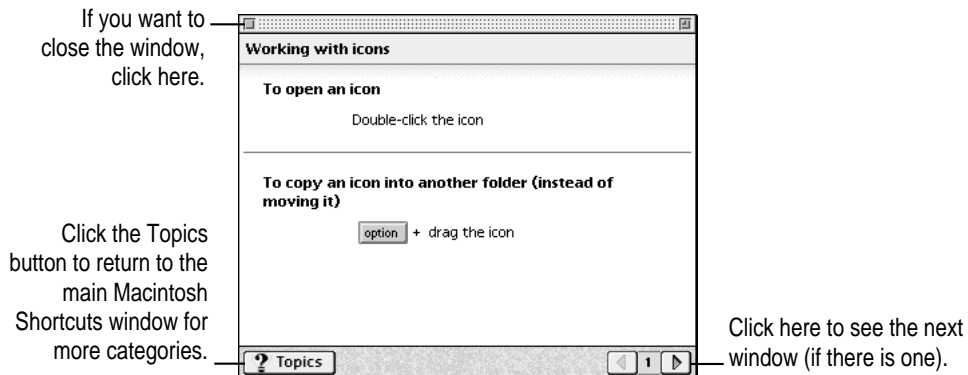 If you want to
close the window,
click here.
Working with icons
To open an icon
Double-click the icon
To copy an icon into another folder (instead of
moving it)
option + drag the icon
Click the Topics
button to return to the
main Macintosh
Shortcuts window for
more categories.
? Topics
1
Click here to see the next
window (if there is one).